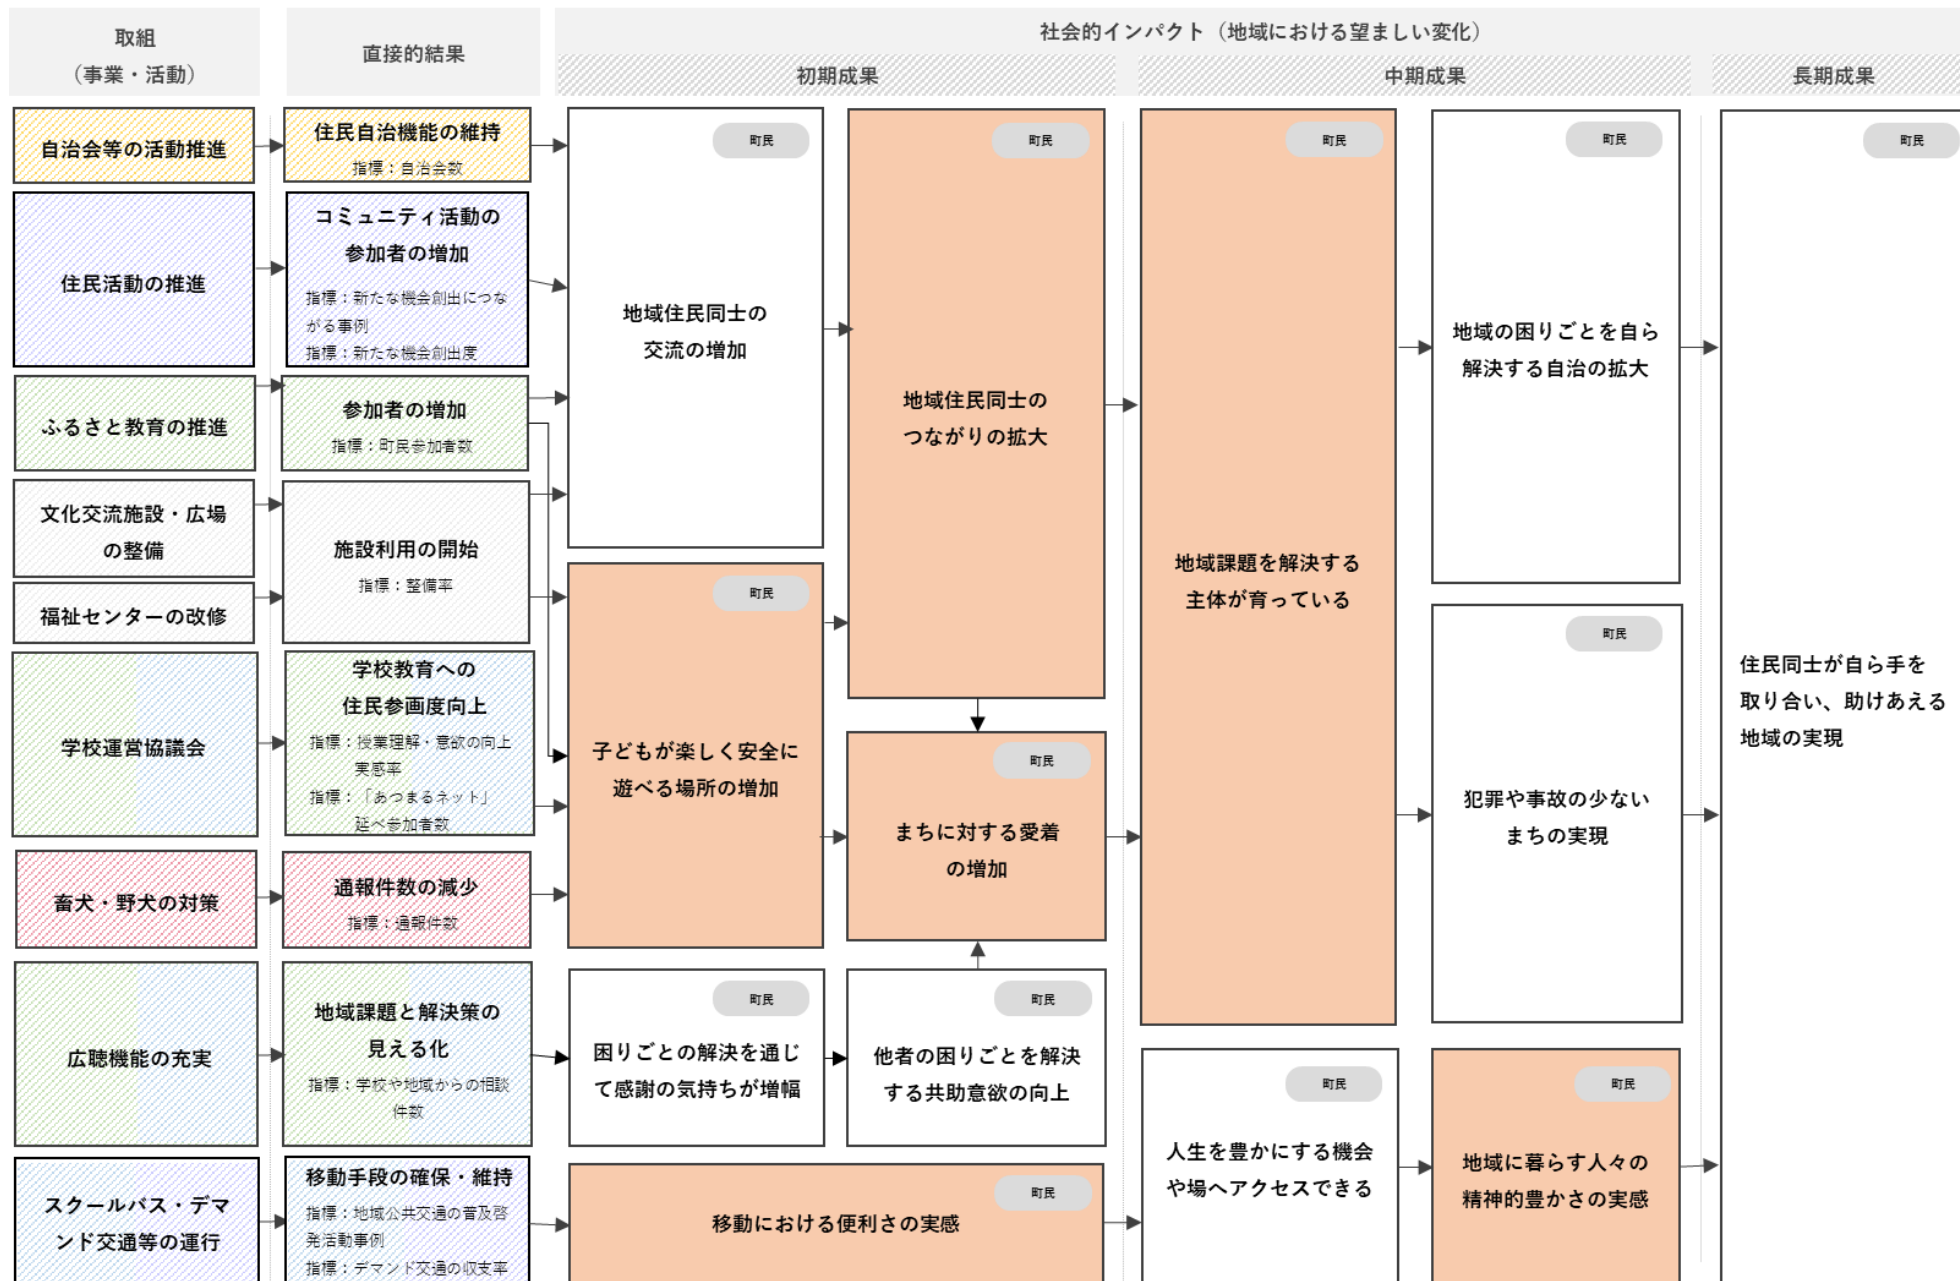 取組
（事業・活動）
直接的結果
社会的インパクト（地域における望ましい変化）
初期成果
中期成果
長期成果
自治会等の活動推進
住民自治機能の維持
指標：自治会数
住民活動の推進
コミュニティ活動の
参加者の増加
指標：新たな機会創出につな
がる事例
指標：新たな機会創出度
ふるさと教育の推進
参加者の増加
指標：町民参加者数
文化交流施設・広場
の整備
福祉センターの改修
施設利用の開始
指標：整備率
学校運営協議会
学校教育への
住民参画度向上
指標：授業理解・意欲の向上
実感率
指標：「あつまるネット」
延べ参加者数
畜犬・野犬の対策
通報件数の減少
指標：通報件数
広聴機能の充実
地域課題と解決策の
見える化
指標：学校や地域からの相談
件数
スクールバス・デマ
ンド交通等の運行
移動手段の確保・維持
指標：地域公共交通の普及啓
発活動事例
指標：デマンド交通の収支率
町民
地域住民同士の
交流の増加
町民
子どもが楽しく安全に
遊べる場所の増加
町民
困りごとの解決を通じ
て感謝の気持ちが増幅
町民
地域住民同士の
つながりの拡大
町民
まちに対する愛着
の増加
町民
他者の困りごとを解決
する共助意欲の向上
町民
移動における便利さの実感
町民
地域課題を解決する
主体が育っている
町民
人生を豊かにする機会
や場へアクセスできる
町民
地域の困りごとを自ら
解決する自治の拡大
町民
犯罪や事故の少ない
まちの実現
町民
地域に暮らす人々の
精神的豊かさの実感
町民
住民同士が自ら手を
取り合い、助けあえる
地域の実現